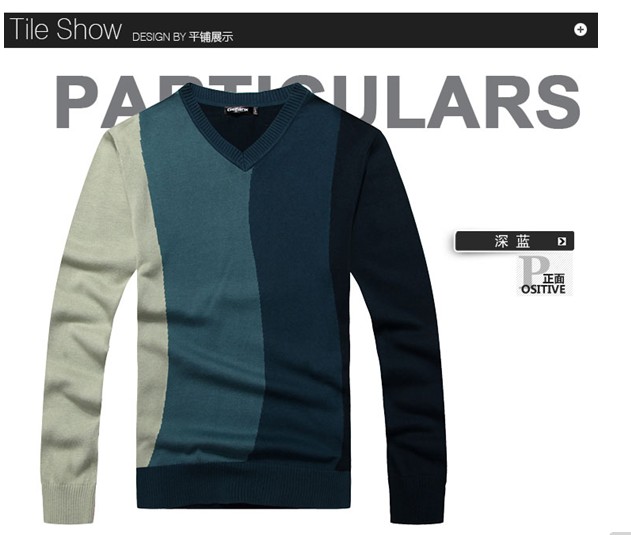 Tile Show DESIGN BY 平铺展示
PARTICULARS
深 蓝
P 正面
OSITIVE